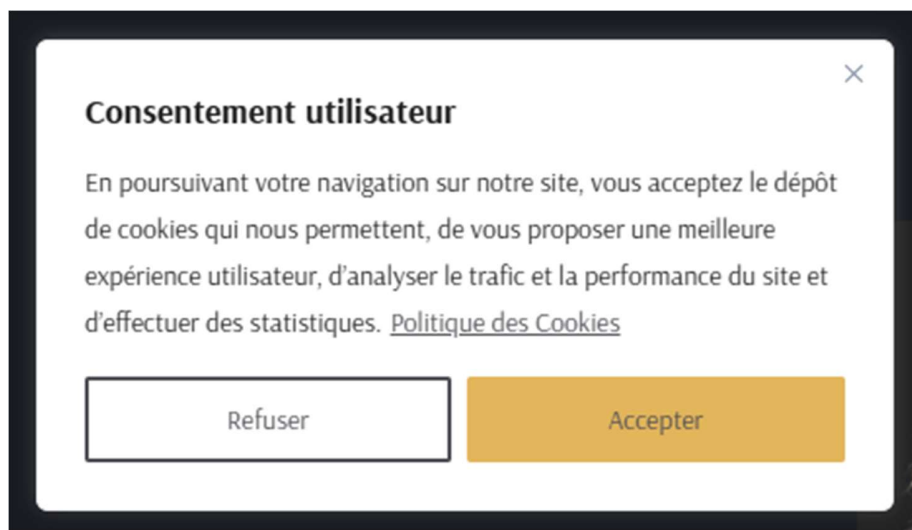 Consentement utilisateur
En poursuivant votre navigation sur notre site, vous acceptez le dépôt
de cookies qui nous permettent, de vous proposer une meilleure
expérience utilisateur, d’analyser le trafic et la performance du site et
d’effectuer des statistiques. Politique des Cookies
Refuser
Accepter